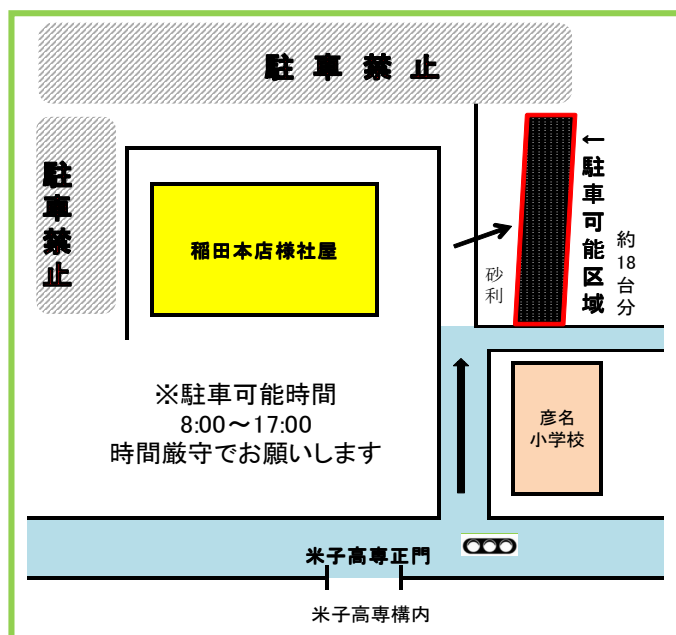 駐車禁止
駐車禁止
稲田本店様社屋
←駐車可能区域
約18台分
砂利
※駐車可能時間
8:00～17:00
時間厳守でお願いします
彦名
小学校
米子高専正門
米子高専構内